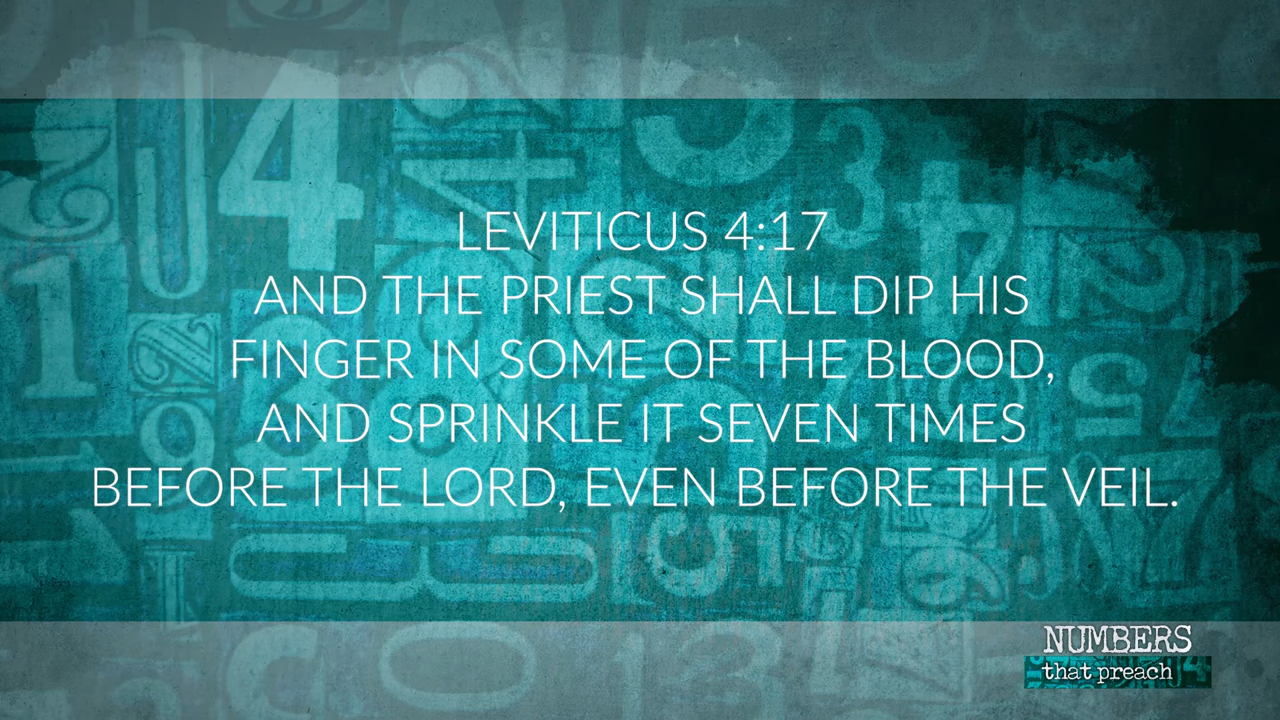 LEVITICUS 4:17
AND THE PRIEST SHALL DIP HIS
FINGER IN SOME OF THE BLOOD,
AND SPRINKLE IT SEVEN TIMES
BEFORE THE LORD, EVEN BEFORE THE VEIL.
NUMBERS
that preach